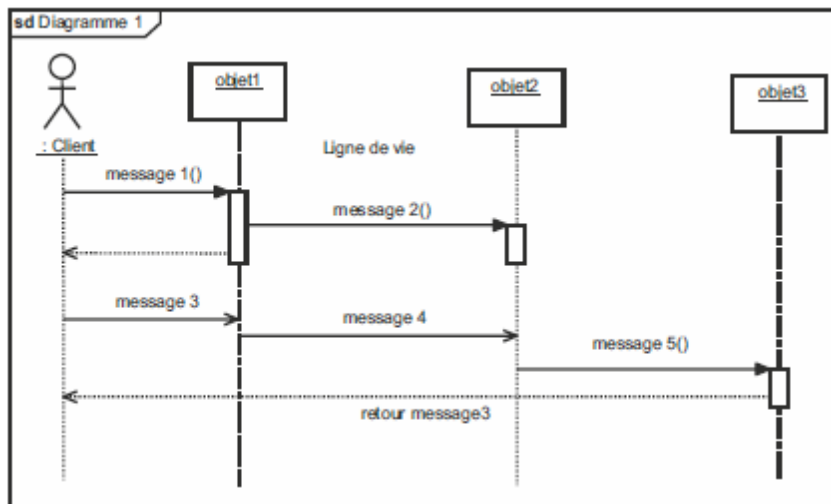 sd Diagramme 1
objet1
objet2
objet3
: Client
Ligne de vie
message 1()
message 2()
message 3
message 4
message 5()
retour message3